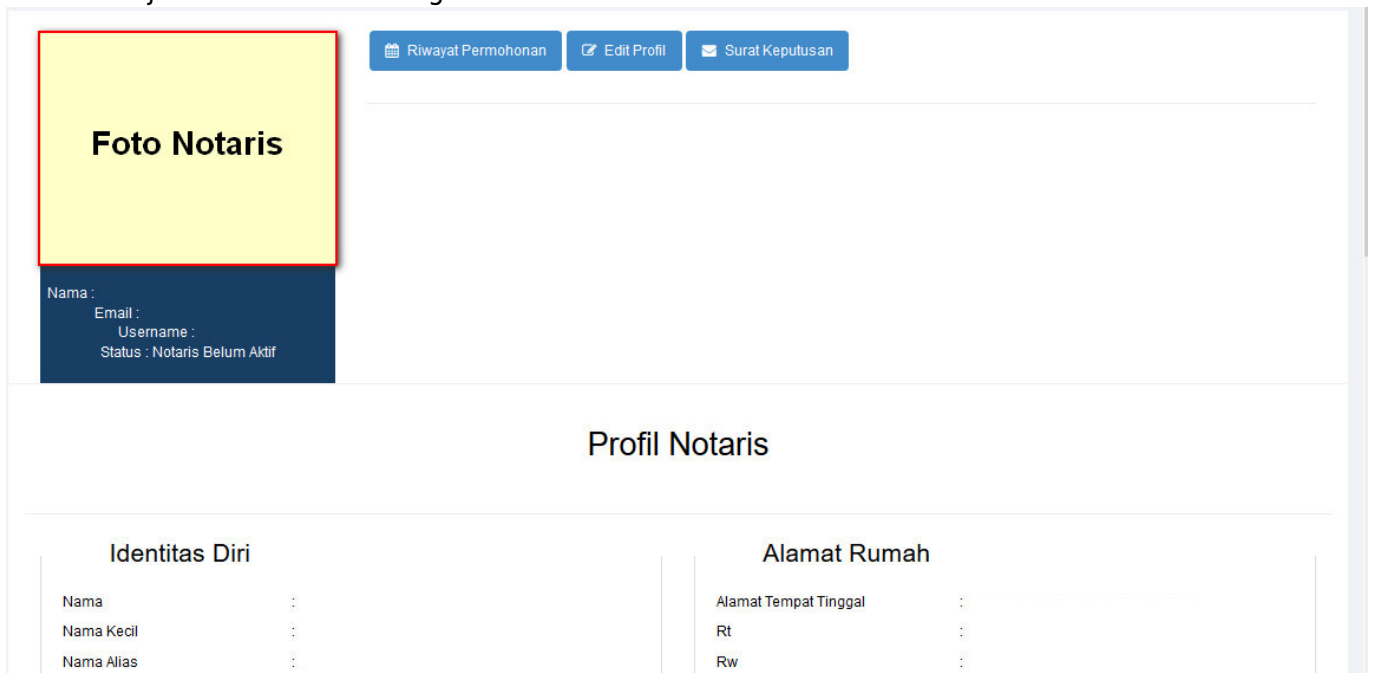 Riwayat Permohonan Edit Profil Surat Keputusan
Foto Notaris
Nama :
Email :
Username :
Status : Notaris Belum Aktif
Profil Notaris
Identitas Diri
Nama :
Nama Kecil :
Nama Alias :
Alamat Rumah
Alamat Tempat Tinggal :
Rt :
Rw :